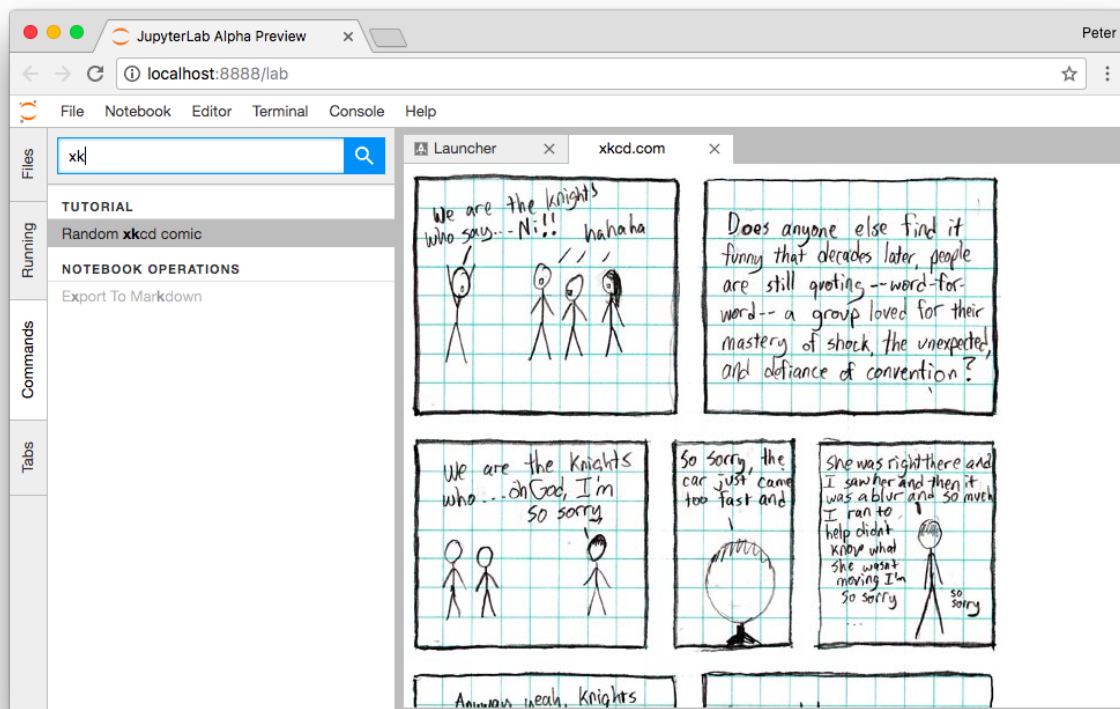 JupyterLab Alpha Preview
Peter
localhost:8888/lab
File Notebook Editor Terminal Console Help
Files
Running
Commands
Tabs
xk
TUTORIAL
Random xkcd comic
NOTEBOOK OPERATIONS
Export To Markdown
Launcher
xkcd.com
We are the knights
who say...Ni!!
hahaha
Does anyone else find it
funny that decades later, people
are still quoting--word-for-
word-- a group loved for their
mastery of shock, the unexpected,
and defiance of convention?
We are the Knights
who....oh God, I'm
so sorry
So sorry, the
car just came
too fast and
She was right there and
I saw her and then it
was a blur and so much
I ran to
help didnt
know what
she wasnt
moving I'm
so sorry
...
so
sorry
Anyway yeah, Knights